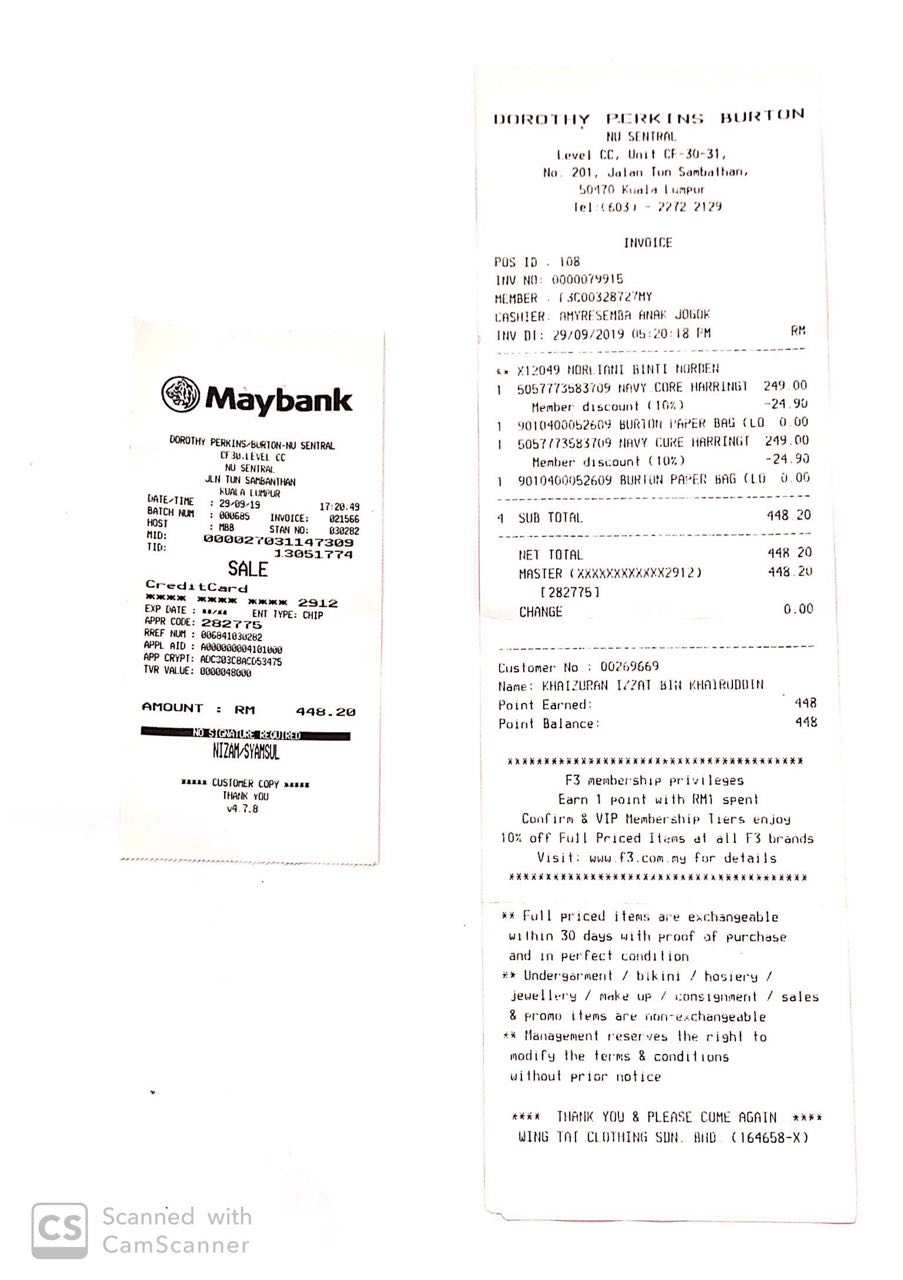 Maybank
DOROTHY PERKINS/BURTON-NU SENTRAL
CF30.LEVEL CC
NU SENTRAL
JLN TUN SAMBANTHAN
KUALA LUMPUR
DATE/TIME : 29/09/19 17:20.49
BATCH NUM : 000685 INVOICE: 021566
HOST : MBB STAN NO: 030282
MID: 000027031147309
TID: 13051774
SALE
CreditCard
**** **** **** 2912
EXP DATE : **/** ENT TYPE: CHIP
APPR CODE: 282775
RREF NUM : 006841030282
APPL AID : A000000004101000
APP CRYPT: ADC303C8ACD53475
TVR VALUE: 0000048000
AMOUNT : RM 448.20
NO SIGNATURE REQUIRED
NIZAM/SYAMSUL
***** CUSTOMER COPY *****
THANK YOU
v4.7.8
DOROTHY PERKINS BURTON
NU SENTRAL
Level CC, Unit CF-30-31,
No. 201, Jalan Tun Sambathan,
50470 Kuala Lumpur
Tel:(603) - 2272 2129
INVOICE
POS ID : 108
INV NO: 0000079915
MEMBER : F3C00328727MY
CASHIER: AMYRESEMBA ANAK JOGOK
INV DT: 29/09/2019 05:20:18 PM RM
** X12049 NORLIANI BINTI NORDEN
1 5057773583709 NAVY CORE HARRINGT 249.00
Member discount (10%) -24.90
1 9010400052609 BURTON PAPER BAG (LO 0.00
1 5057773583709 NAVY CORE HARRINGT 249.00
Member discount (10%) -24.90
1 9010400052609 BURTON PAPER BAG (LO 0.00
4 SUB TOTAL 448.20
NET TOTAL 448.20
MASTER (XXXXXXXXXXXX2912) 448.20
[282775]
CHANGE 0.00
Customer No : 00269669
Name: KHAIZURAN IZZAT BIN KHAIRUDDIN
Point Earned: 448
Point Balance: 448
****************************************
F3 membership privileges
Earn 1 point with RM1 spent
Confirm & VIP Membership Tiers enjoy
10% off Full Priced Items at all F3 brands
Visit: www.f3.com.my for details
****************************************
** Full priced items are exchangeable
within 30 days with proof of purchase
and in perfect condition
** Undergarment / bikini / hosiery /
jewellery / make up / consignment / sales
& promo items are non-exchangeable
** Management reserves the right to
modify the terms & conditions
without prior notice
**** THANK YOU & PLEASE COME AGAIN ****
WING TAI CLOTHING SDN. BHD. (164658-X)
CS Scanned with
CamScanner